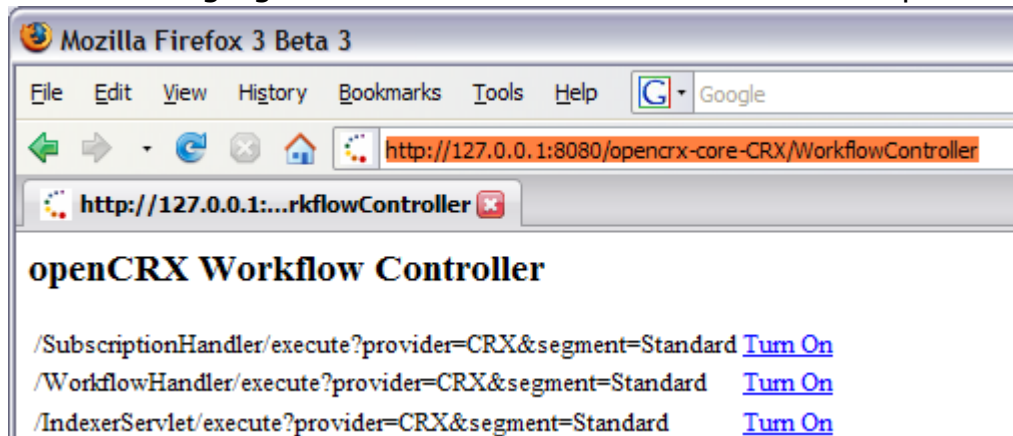 Mozilla Firefox 3 Beta 3
File Edit View History Bookmarks Tools Help G Google
http://127.0.0.1:8080/opencrx-core-CRX/WorkflowController
http://127.0.0.1:...rkflowController
openCRX Workflow Controller
/SubscriptionHandler/execute?provider=CRX&segment=Standard Turn On
/WorkflowHandler/execute?provider=CRX&segment=Standard Turn On
/IndexerServlet/execute?provider=CRX&segment=Standard Turn On